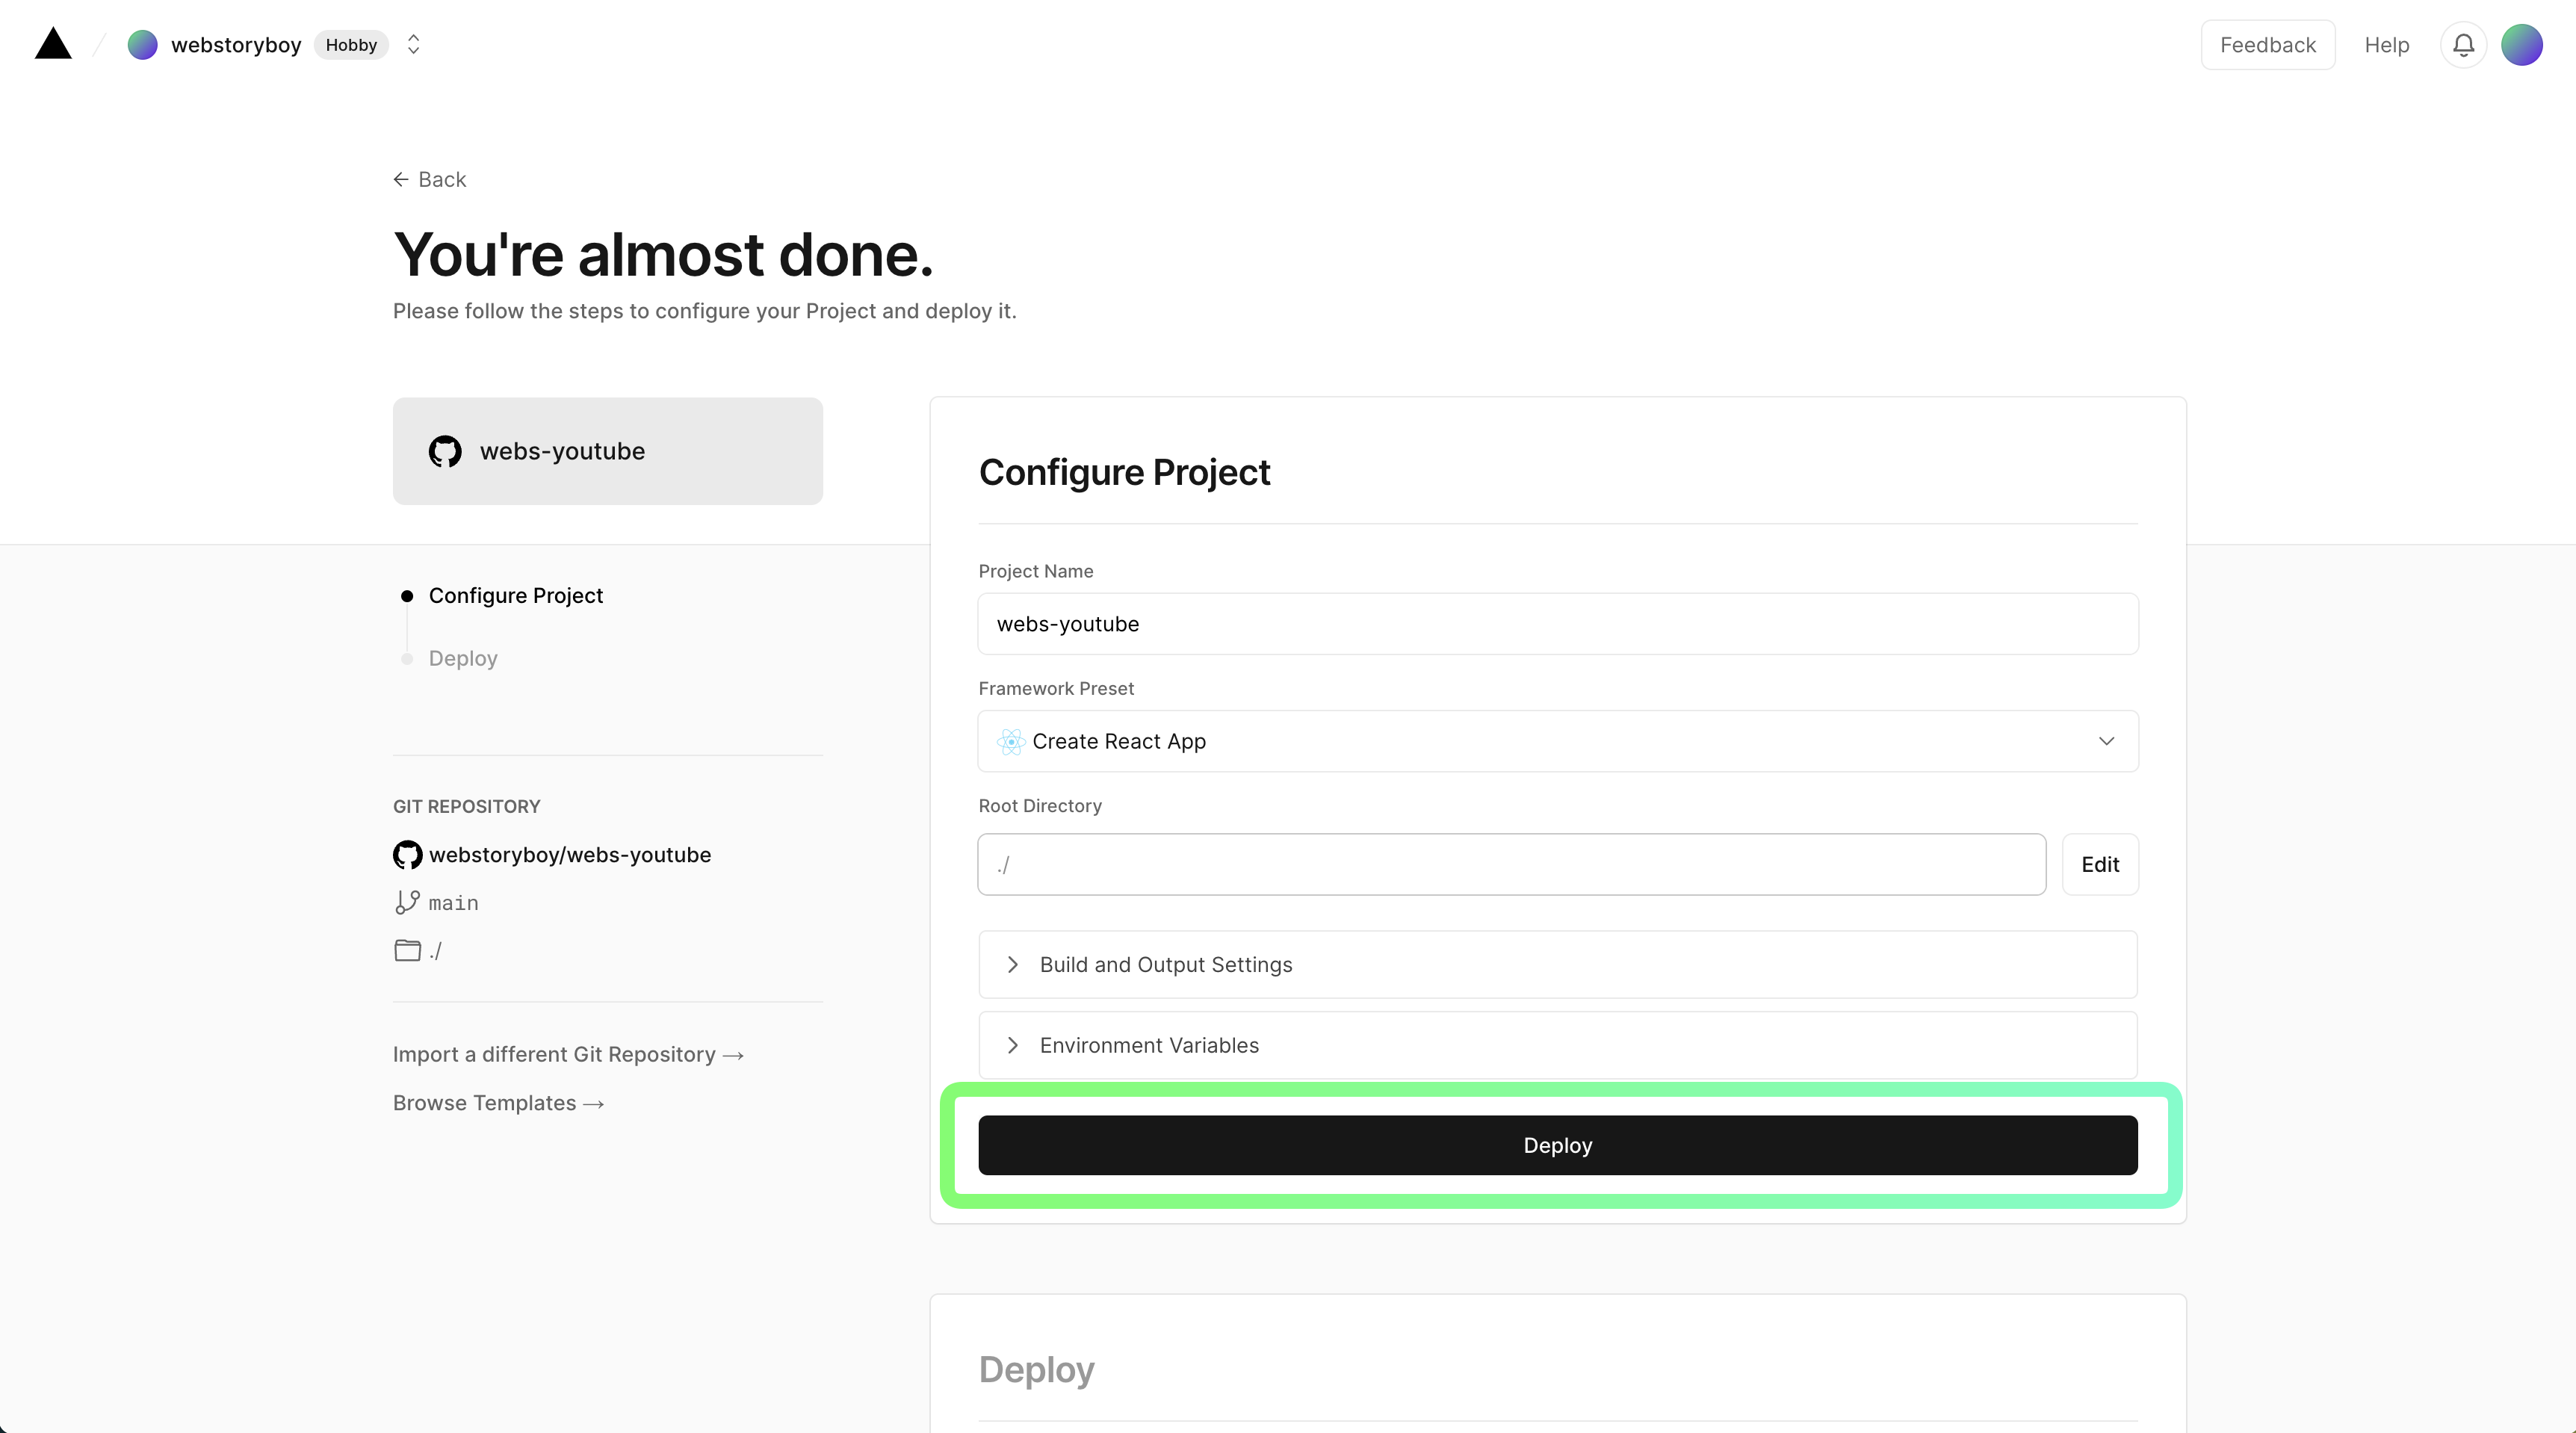 webstoryboy Hobby
Feedback Help
← Back
You're almost done.
Please follow the steps to configure your Project and deploy it.
webs-youtube
Configure Project
Deploy
GIT REPOSITORY
webstoryboy/webs-youtube
main
./
Import a different Git Repository →
Browse Templates →
Configure Project
Project Name
webs-youtube
Framework Preset
Create React App
Root Directory
./ Edit
Build and Output Settings
Environment Variables
Deploy
Deploy